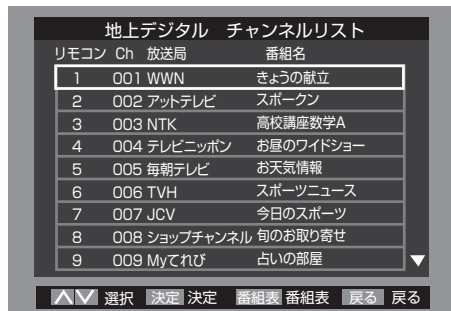 地上デジタル チャンネルリスト
リモコン Ch 放送局 番組名
1 001 WWN きょうの献立
2 002 アットテレビ スポークン
3 003 NTK 高校講座数学A
4 004 テレビニッポン お昼のワイドショー
5 005 毎朝テレビ お天気情報
6 006 TVH スポーツニュース
7 007 JCV 今日のスポーツ
8 008 ショップチャンネル 旬のお取り寄せ
9 009 Myてれび 占いの部屋
選択 決定 決定 番組表 番組表 戻る 戻る